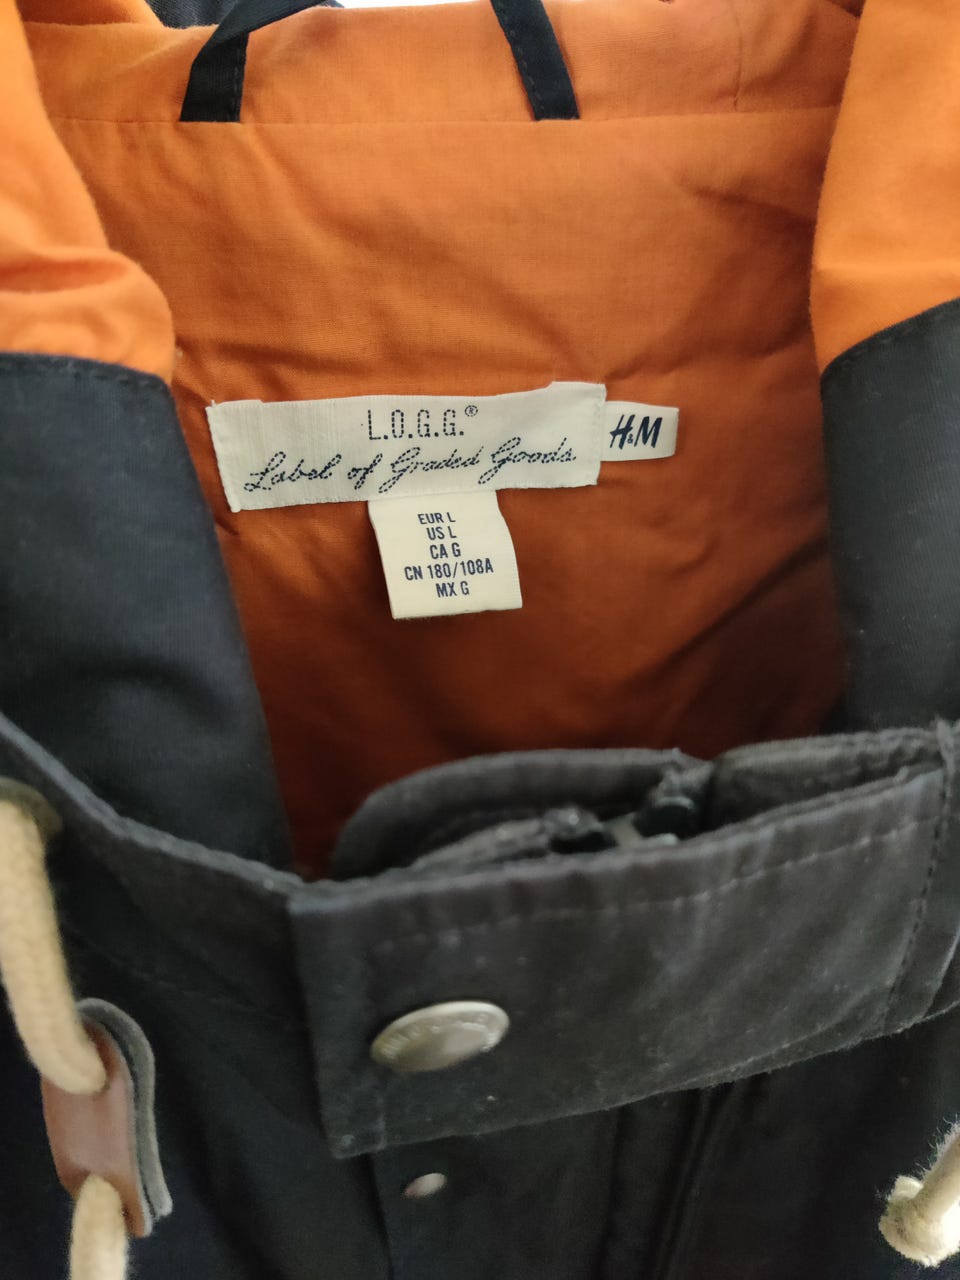 L.O.G.G.®
Label of Graded Goods
H&M
EUR L
US L
CA G
CN 180/108A
MX G